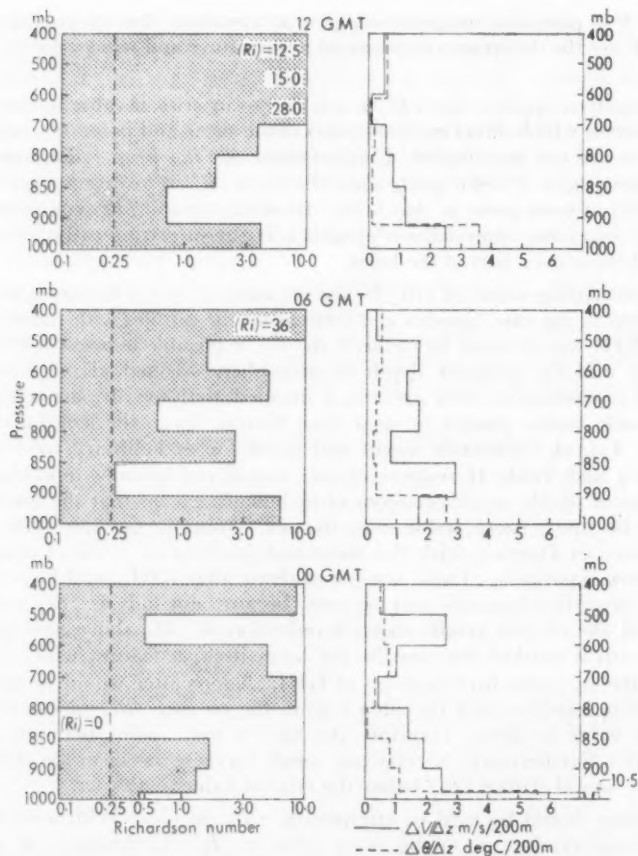 mb 12 GMT mb
400 (Ri)=12·5 400
500 15·0 500
600 28·0 600
700 700
800 800
850 850
900 900
1000 1000
0·1 0·25 1·0 3·0 10·0 0 1 2 3 4 5 6
mb 06 GMT mb
400 (Ri)=36 400
500 500
600 600
700 700
800 800
850 850
900 900
1000 1000
Pressure
0·1 0·25 1·0 3·0 10·0 0 1 2 3 4 5 6
mb 00 GMT mb
400 400
500 500
600 600
700 700
800 800
(Ri)=0
850 850
900 900
1000 1000
10·5
0·1 0·25 0·5 1·0 3·0 10·0 0 1 2 3 4 5 6
Richardson number
ΔV/Δz m/s/200m
Δθ/Δz degC/200m